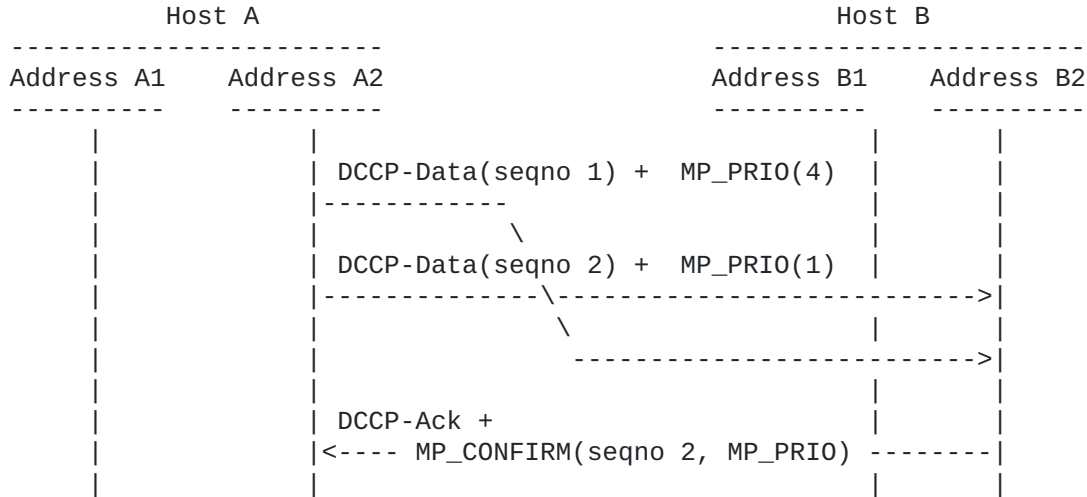 Host A Host B
Address A1 Address A2 Address B1 Address B2
DCCP-Data(seqno 1) + MP_PRIO(4)
DCCP-Data(seqno 2) + MP_PRIO(1)
DCCP-Ack +
MP_CONFIRM(seqno 2, MP_PRIO)